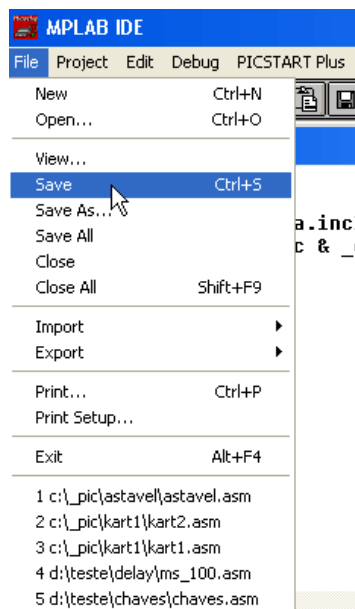 MPLAB IDE
File Project Edit Debug PICSTART Plus
New Ctrl+N
Open... Ctrl+O
View...
Save Ctrl+S
Save As...
a.inc
Save All
c & _
Close
Close All Shift+F9
Import
Export
Print... Ctrl+P
Print Setup...
Exit Alt+F4
1 c:\_pic\astavel\astavel.asm
2 c:\_pic\kart1\kart2.asm
3 c:\_pic\kart1\kart1.asm
4 d:\teste\delay\ms_100.asm
5 d:\teste\chaves\chaves.asm